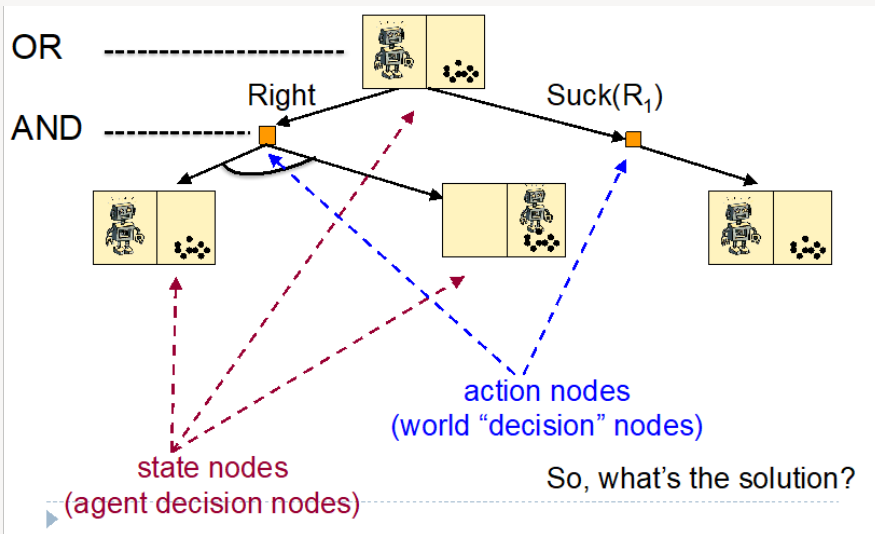 OR
Right
Suck(R₁)
AND
action nodes
(world “decision” nodes)
state nodes
(agent decision nodes)
So, what’s the solution?